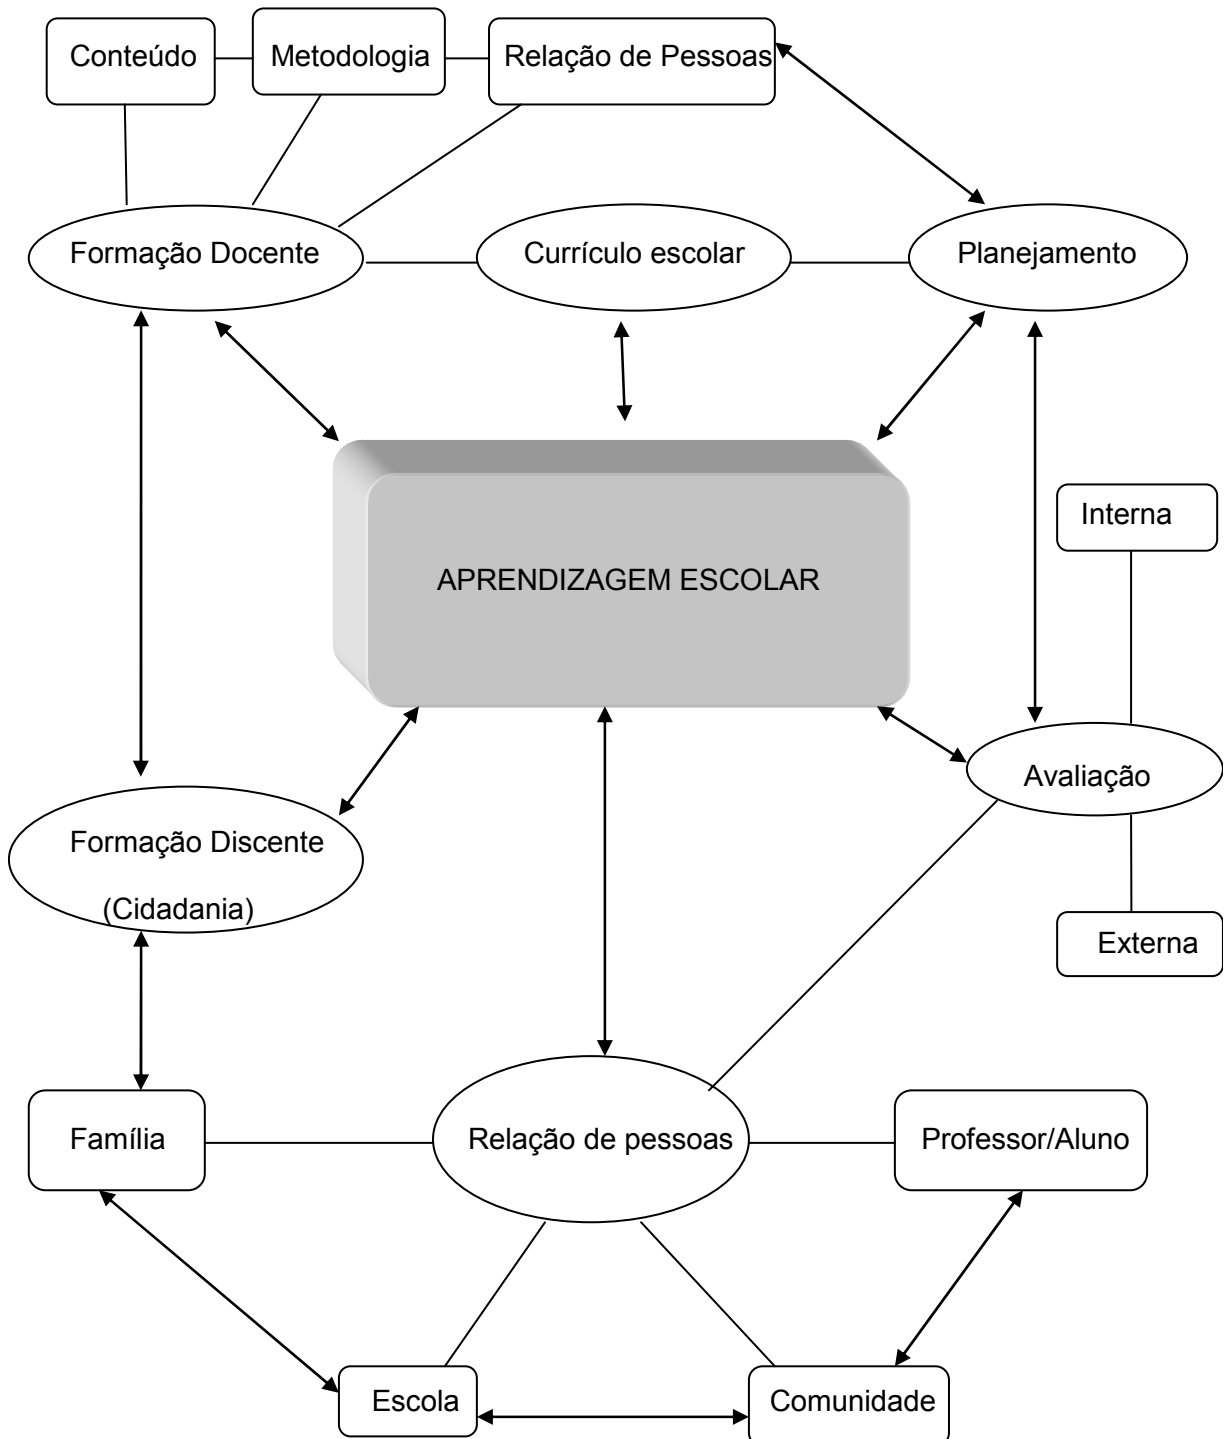 Conteúdo
Metodologia
Relação de Pessoas
Formação Docente
Currículo escolar
Planejamento
Interna
APRENDIZAGEM ESCOLAR
Avaliação
Formação Discente
(Cidadania)
Externa
Família
Relação de pessoas
Professor/Aluno
Escola
Comunidade